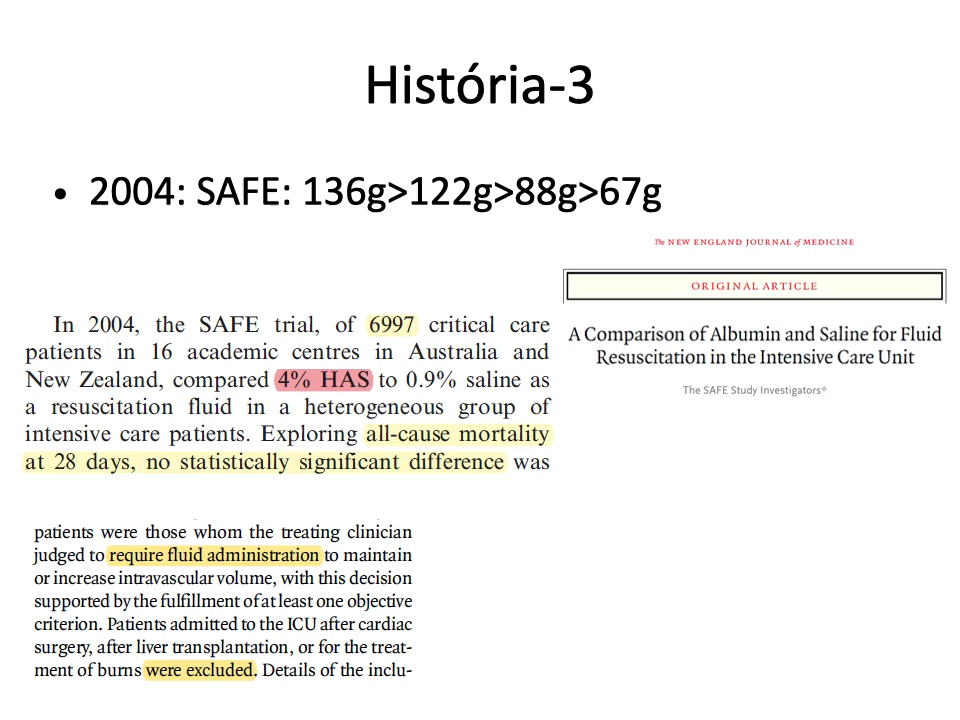 História-3
• 2004: SAFE: 136g>122g>88g>67g
The NEW ENGLAND JOURNAL of MEDICINE
ORIGINAL ARTICLE
A Comparison of Albumin and Saline for Fluid
Resuscitation in the Intensive Care Unit
The SAFE Study Investigators*
In 2004, the SAFE trial, of 6997 critical care
patients in 16 academic centres in Australia and
New Zealand, compared 4% HAS to 0.9% saline as
a resuscitation fluid in a heterogeneous group of
intensive care patients. Exploring all-cause mortality
at 28 days, no statistically significant difference was
patients were those whom the treating clinician
judged to require fluid administration to maintain
or increase intravascular volume, with this decision
supported by the fulfillment of at least one objective
criterion. Patients admitted to the ICU after cardiac
surgery, after liver transplantation, or for the treat-
ment of burns were excluded. Details of the inclu-